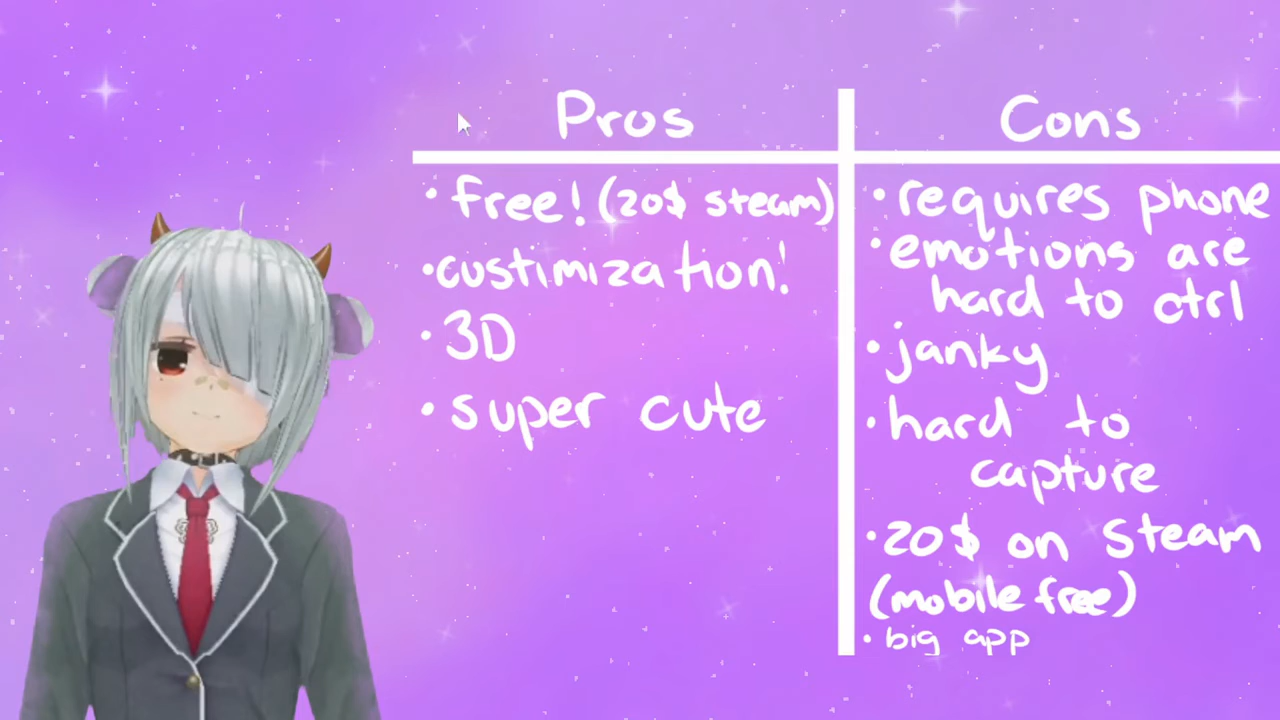 Pros
• free! (20$ steam)
• custimization!
• 3D
• super cute
Cons
• requires phone
• emotions are
hard to ctrl
• janky
• hard to
capture
• 20$ on Steam
(mobile free)
• big app